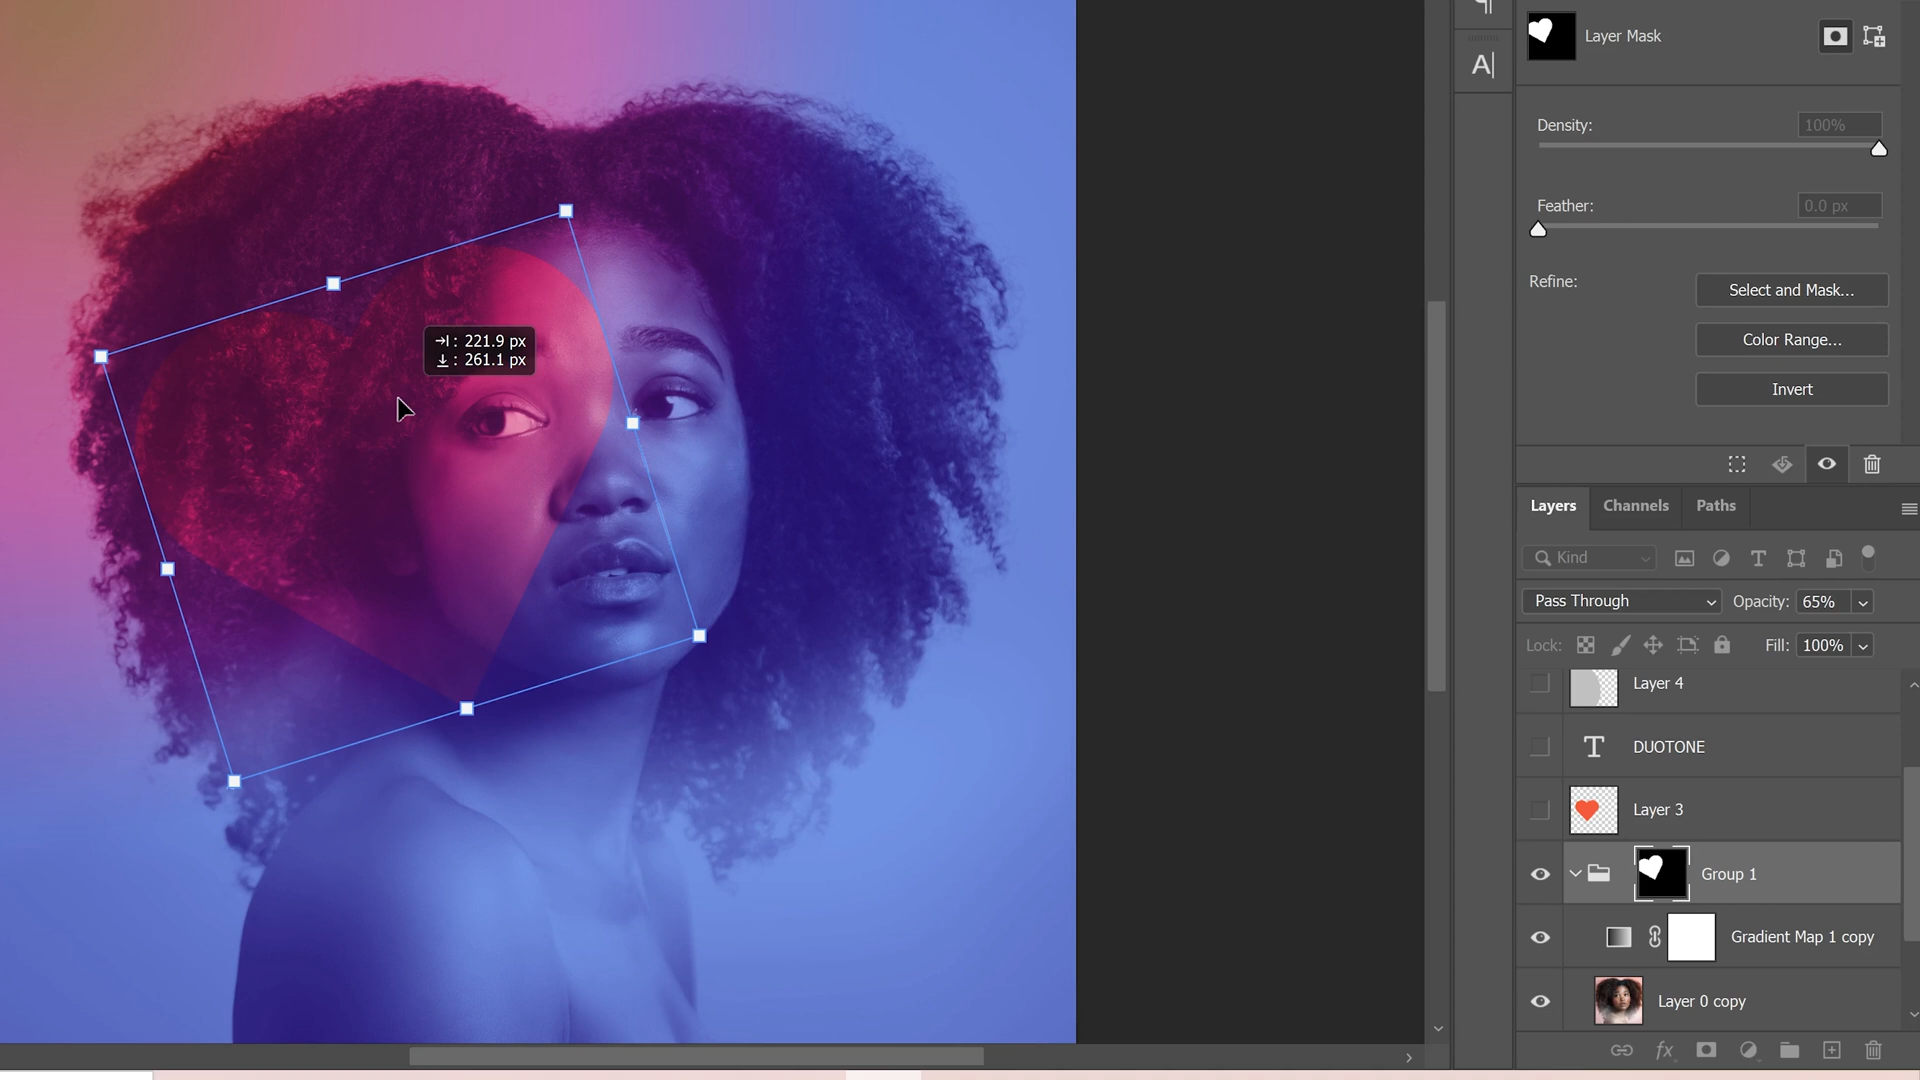 Layer Mask
Density:
100%
Feather:
0.0 px
Refine:
Select and Mask...
Color Range...
Invert
: 221.9 px
: 261.1 px
Layers
Channels
Paths
Kind
Pass Through
Opacity:
65%
Lock:
Fill:
100%
Layer 4
DUOTONE
Layer 3
Group 1
Gradient Map 1 copy
Layer 0 copy